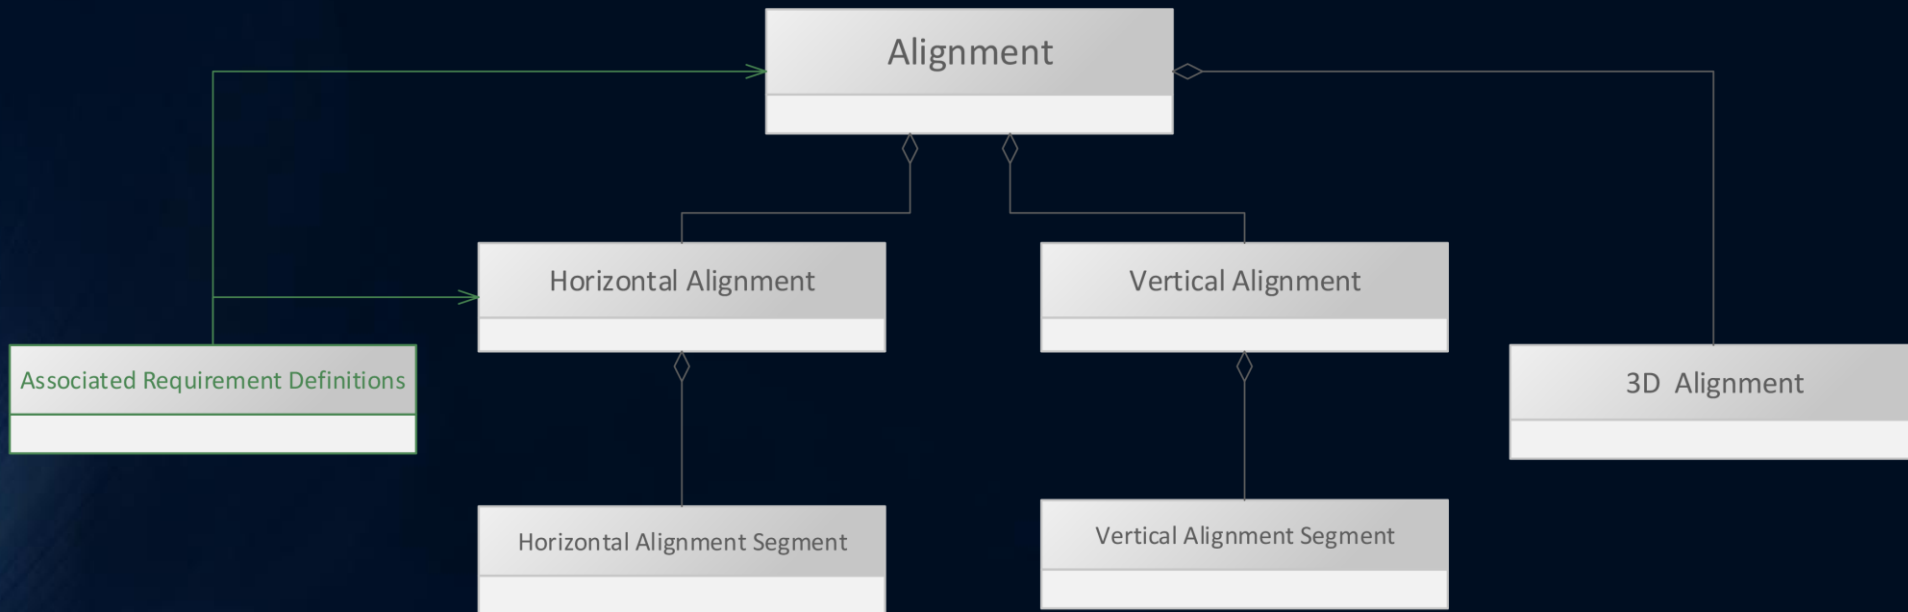 Alignment
Horizontal Alignment
Vertical Alignment
Associated Requirement Definitions
3D Alignment
Horizontal Alignment Segment
Vertical Alignment Segment